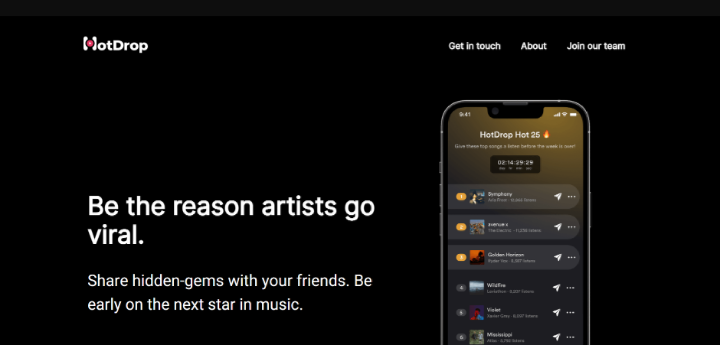 HotDrop
Get in touch
About
Join our team
Be the reason artists go
viral.
Share hidden-gems with your friends. Be
early on the next star in music.
9:41
HotDrop Hot 25 🔥
Give these top songs a listen before the week is over!
02:14:29:29
Symphony
Golden Horizon
Wildfire
Violet
Mississippi